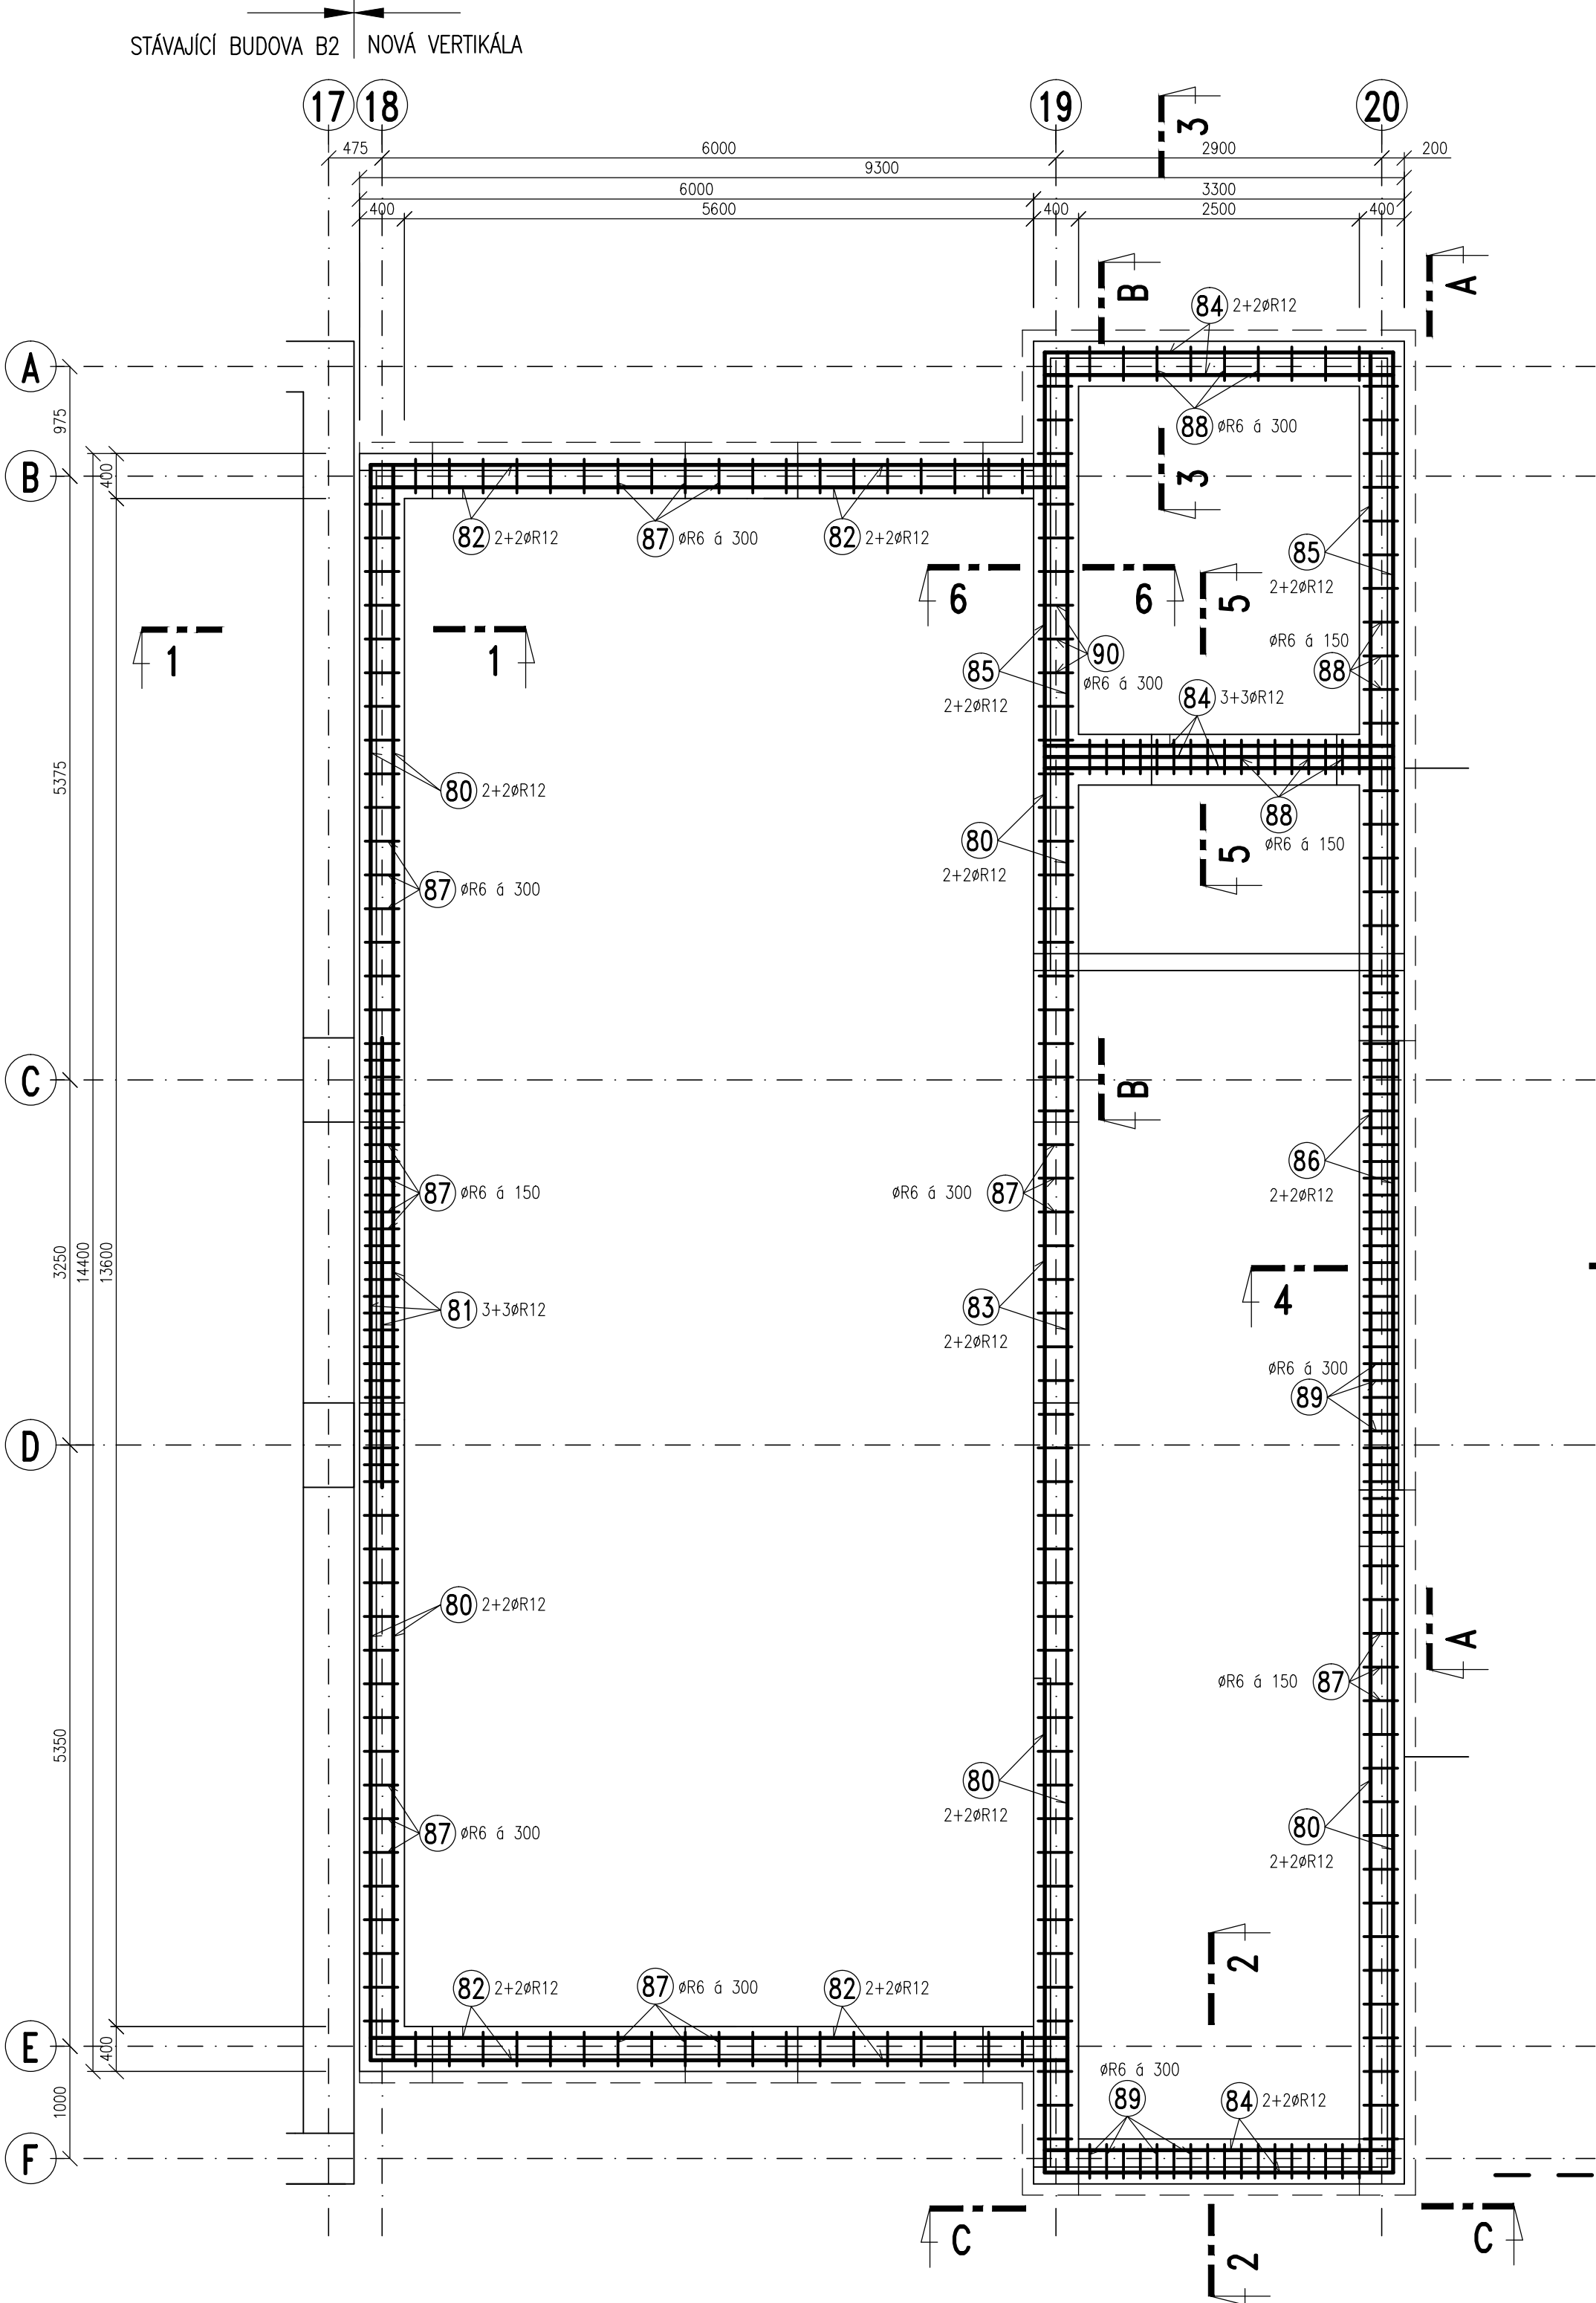 STÁVAJÍCÍ BUDOVA B2 NOVÁ VERTIKÁLA
17 18 19 20
3
475 6000 2900 200
9300
6000 3300
400 5600 400 2500 400
B A
84 2+2øR12
A
975
88 øR6 á 300
B
400
3
82 2+2øR12 87 øR6 á 300 82 2+2øR12
85
2+2øR12
6 6 5
1 1
øR6 á 150
88
90
øR6 á 300
85
2+2øR12
84 3+3øR12
5375
80 2+2øR12
80
2+2øR12
88
øR6 á 150
5
87 øR6 á 300
C
B
86
2+2øR12
87 øR6 á 150
øR6 á 300 87
3250
14400
13600
81 3+3øR12
83
2+2øR12
4
øR6 á 300
89
D
80 2+2øR12
A
øR6 á 150 87
5350
80
2+2øR12
80
2+2øR12
87 øR6 á 300
2
82 2+2øR12 87 øR6 á 300 82 2+2øR12
E
400
1000
øR6 á 300
89
84 2+2øR12
F
C C
2